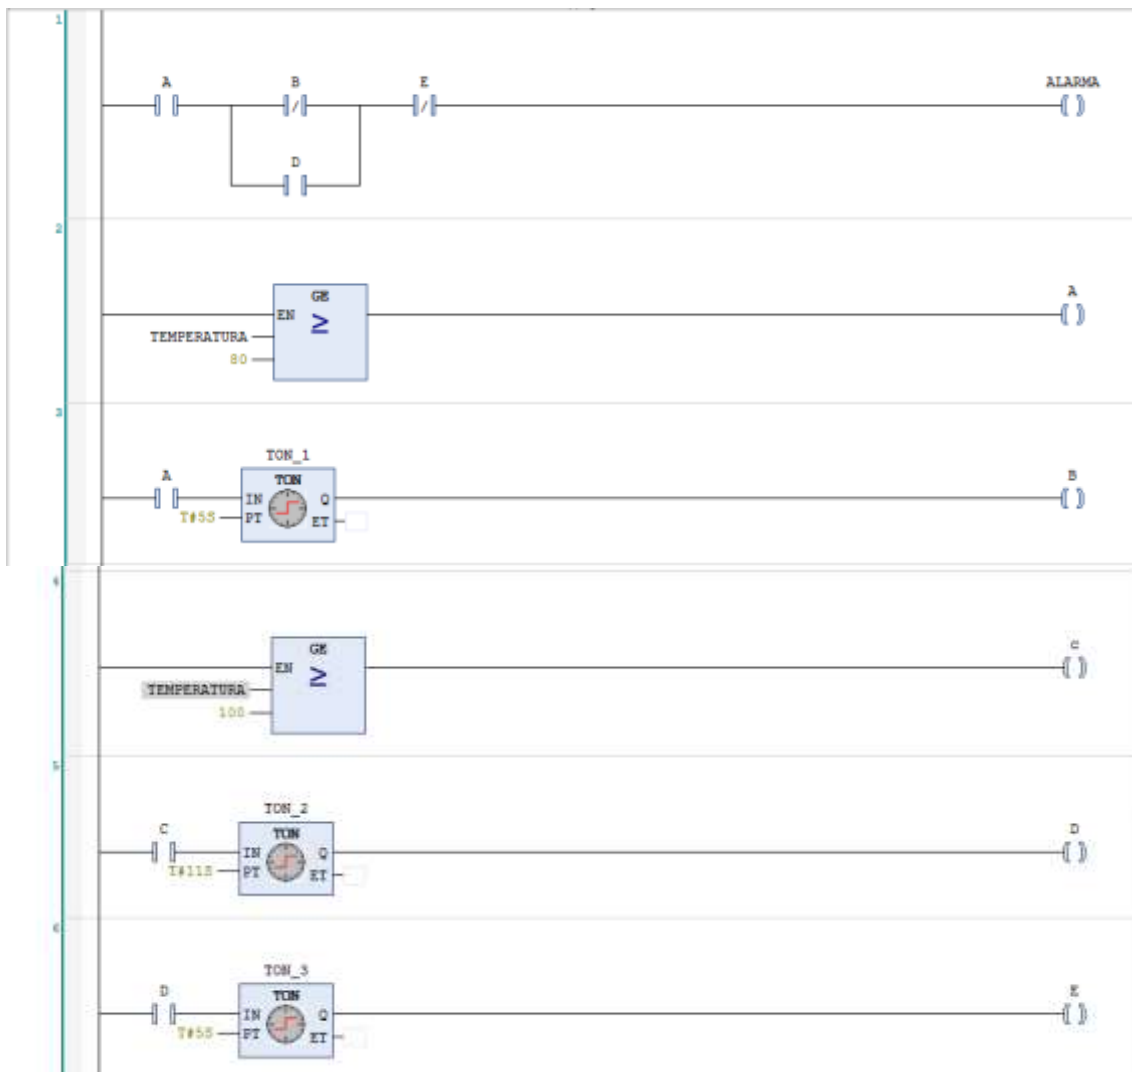 1
A
B
E
ALARMA
D
2
GE
A
EN
≥
TEMPERATURA
80
3
TON_1
A
TON
B
IN Q
T#5S
PT ET
4
GE
C
EN
≥
TEMPERATURA
100
5
TON_2
C
TON
D
IN Q
T#11S
PT ET
6
TON_3
D
TON
E
IN Q
T#5S
PT ET